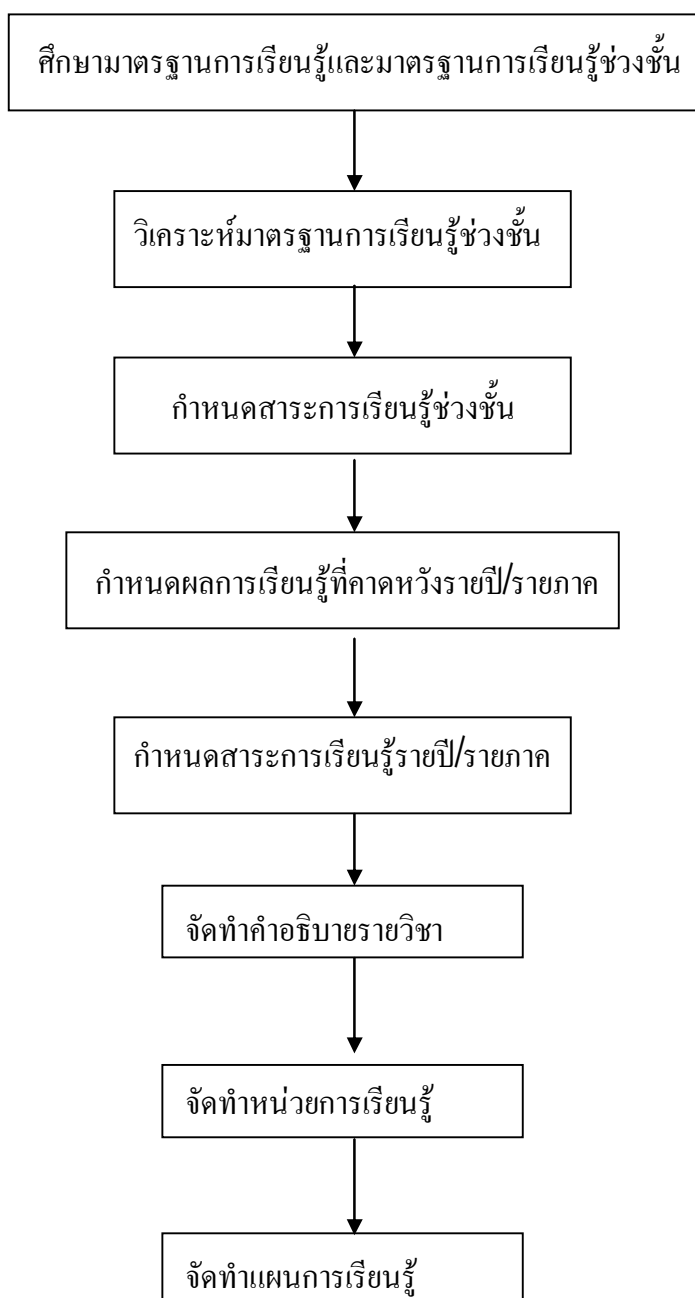 ศึกษามาตรฐานการเรียนรู้และมาตรฐานการเรียนรู้ช่วงชั้น
วิเคราะห์มาตรฐานการเรียนรู้ช่วงชั้น
กำหนดสาระการเรียนรู้ช่วงชั้น
กำหนดผลการเรียนรู้ที่คาดหวังรายปี/รายภาค
กำหนดสาระการเรียนรู้รายปี/รายภาค
จัดทำคำอธิบายรายวิชา
จัดทำหน่วยการเรียนรู้
จัดทำแผนการเรียนรู้